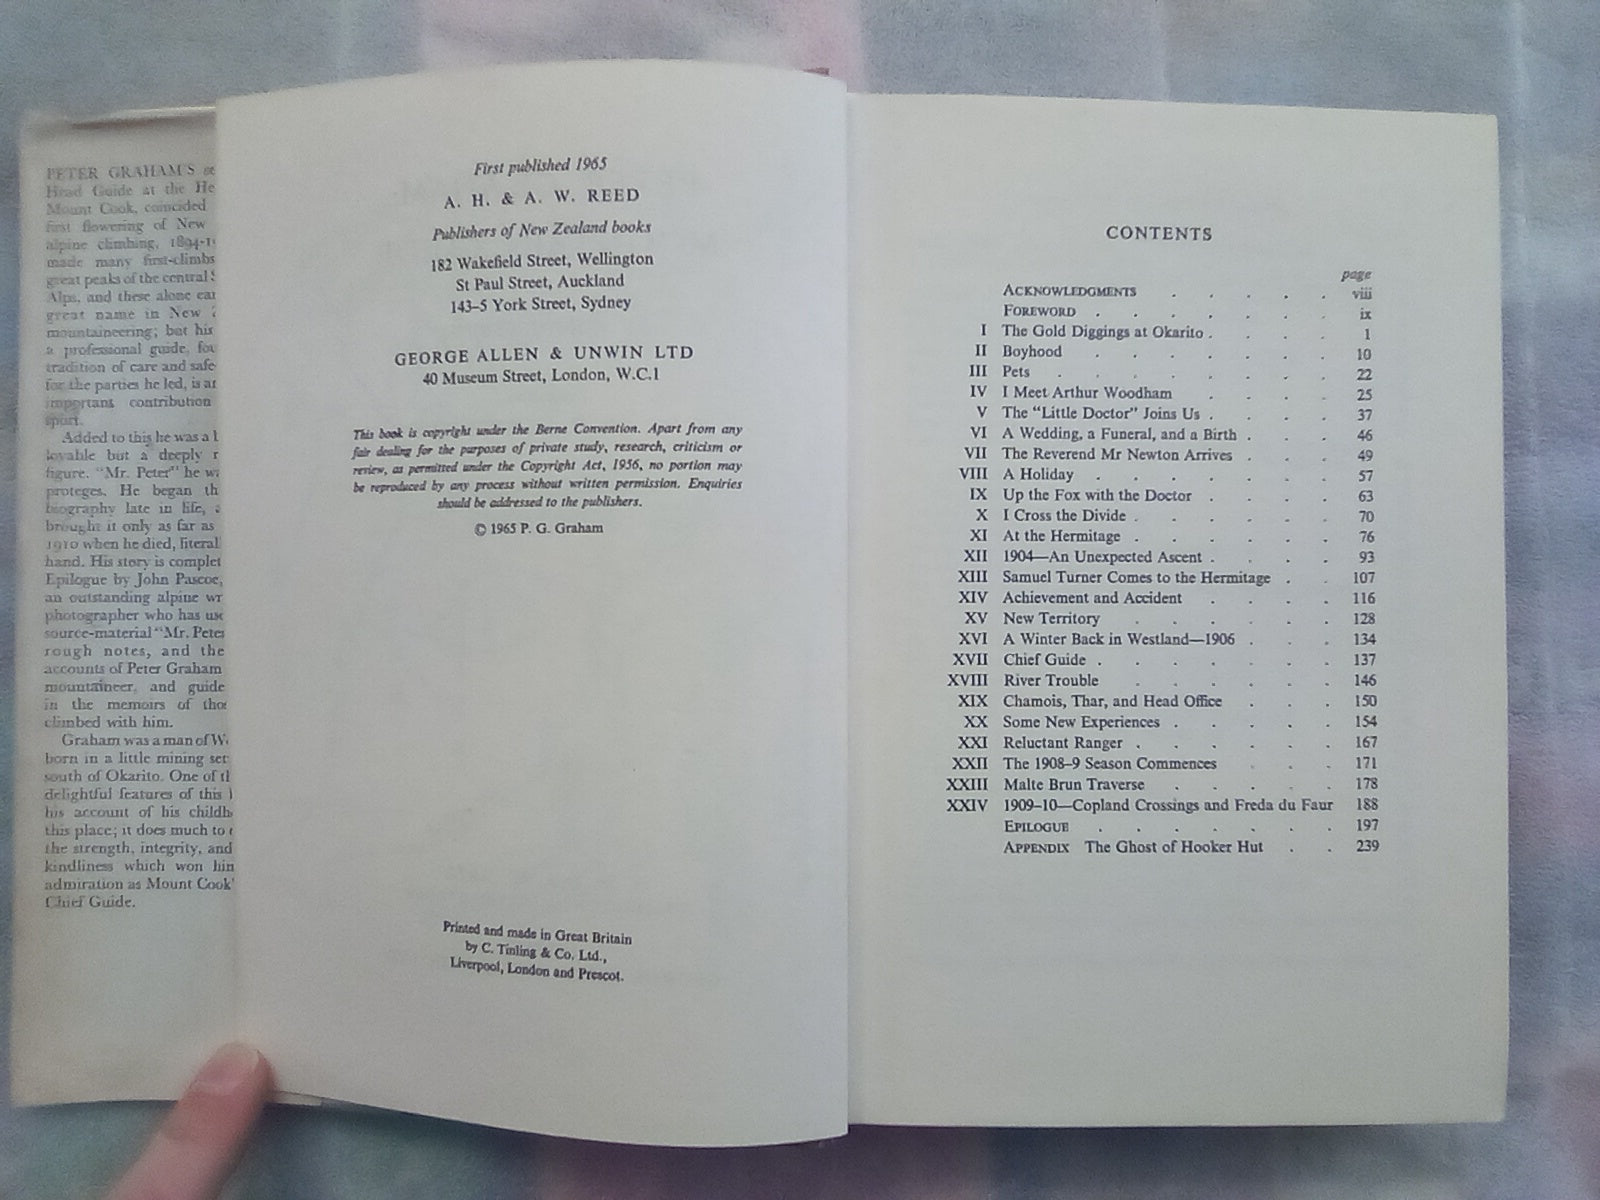 PETER GRAHAM'S
Head Guide at the He
Mount Cook, coincided
first flowering of New
alpine climbing, 1894-1
made many first-climbs
great peaks of the central S
Alps, and these alone ear
great name in New
mountaineering; but his
a professional guide, fou
tradition of care and safe
for the parties he led, is ar
important contribution
sport.
Added to this he was a l
lovable but a deeply r
figure. "Mr. Peter" he wa
proteges. He began th
biography late in life,
brought it only as far as
1910 when he died, literal
hand. His story is complet
Epilogue by John Pascoe,
an outstanding alpine wr
photographer who has use
source-material "Mr. Peter
rough notes, and the
accounts of Peter Graham
mountaineer, and guide
in the memoirs of thos
climbed with him.
Graham was a man of W
born in a little mining set
south of Okarito. One of th
delightful features of this
his account of his childh
this place; it does much to
the strength, integrity, and
kindliness which won him
admiration as Mount Cook'
Chief Guide.
First published 1965
A. H. & A. W. REED
Publishers of New Zealand books
182 Wakefield Street, Wellington
St Paul Street, Auckland
143–5 York Street, Sydney
GEORGE ALLEN & UNWIN LTD
40 Museum Street, London, W.C.1
This book is copyright under the Berne Convention. Apart from any
fair dealing for the purposes of private study, research, criticism or
review, as permitted under the Copyright Act, 1956, no portion may
be reproduced by any process without written permission. Enquiries
should be addressed to the publishers.
© 1965 P. G. Graham
Printed and made in Great Britain
by C. Tinling & Co. Ltd.,
Liverpool, London and Prescot.
CONTENTS
page
ACKNOWLEDGMENTS . . . . . viii
FOREWORD . . . . . . . ix
I The Gold Diggings at Okarito . . . . 1
II Boyhood . . . . . . . 10
III Pets . . . . . . . . 22
IV I Meet Arthur Woodham . . . . 25
V The "Little Doctor" Joins Us . . . . 37
VI A Wedding, a Funeral, and a Birth . . . 46
VII The Reverend Mr Newton Arrives . . . 49
VIII A Holiday . . . . . . . 57
IX Up the Fox with the Doctor . . . . 63
X I Cross the Divide . . . . . . 70
XI At the Hermitage . . . . . . 76
XII 1904—An Unexpected Ascent . . . . 93
XIII Samuel Turner Comes to the Hermitage . . 107
XIV Achievement and Accident . . . . 116
XV New Territory . . . . . . 128
XVI A Winter Back in Westland—1906 . . . 134
XVII Chief Guide . . . . . . . 137
XVIII River Trouble . . . . . . 146
XIX Chamois, Thar, and Head Office . . . 150
XX Some New Experiences . . . . . 154
XXI Reluctant Ranger . . . . . . 167
XXII The 1908–9 Season Commences . . . 171
XXIII Malte Brun Traverse . . . . . 178
XXIV 1909–10—Copland Crossings and Freda du Faur 188
EPILOGUE . . . . . . . 197
APPENDIX The Ghost of Hooker Hut . . 239